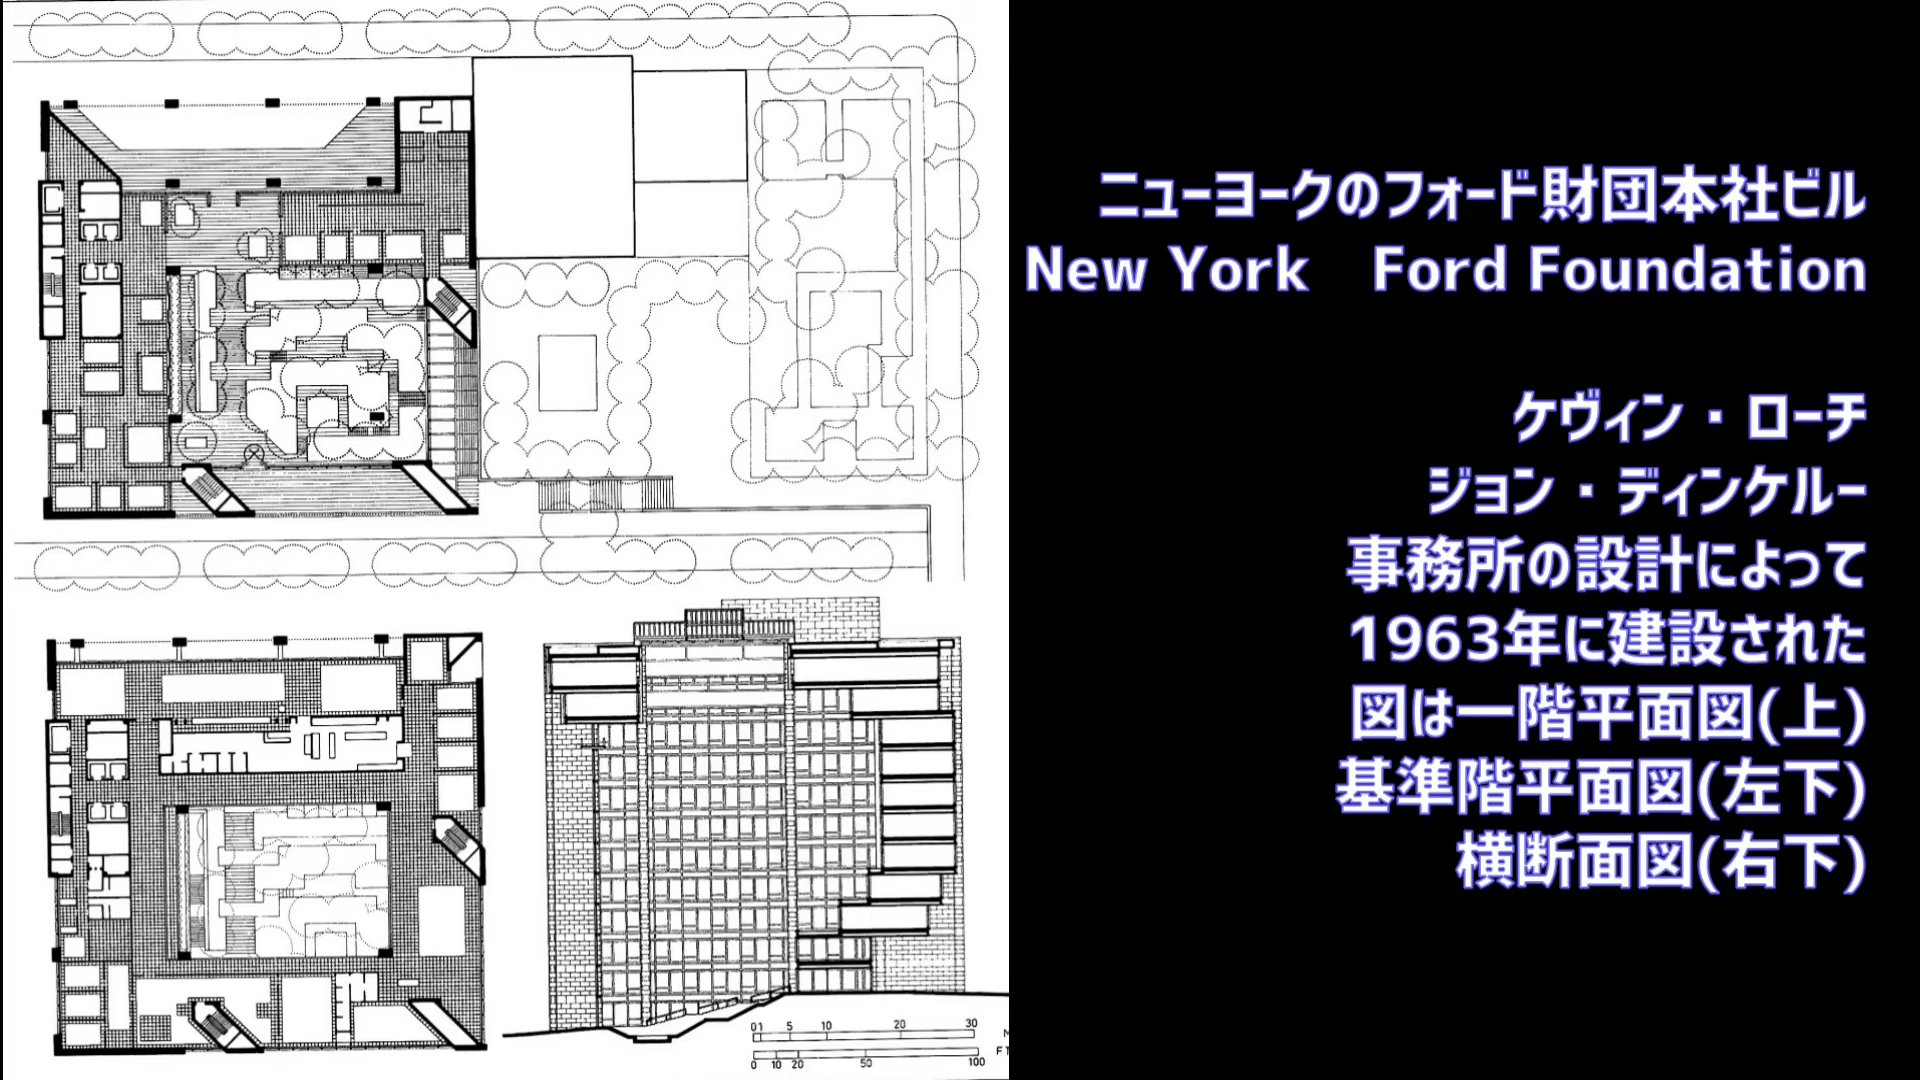 ニューヨークのフォード財団本社ビル
New York　Ford Foundation
ケヴィン・ローチ
ジョン・ディンケルー
事務所の設計によって
1963年に建設された
図は一階平面図(上)
基準階平面図(左下)
横断面図(右下)
01 5 10 20 30
M
FT
0 10 20 50 100